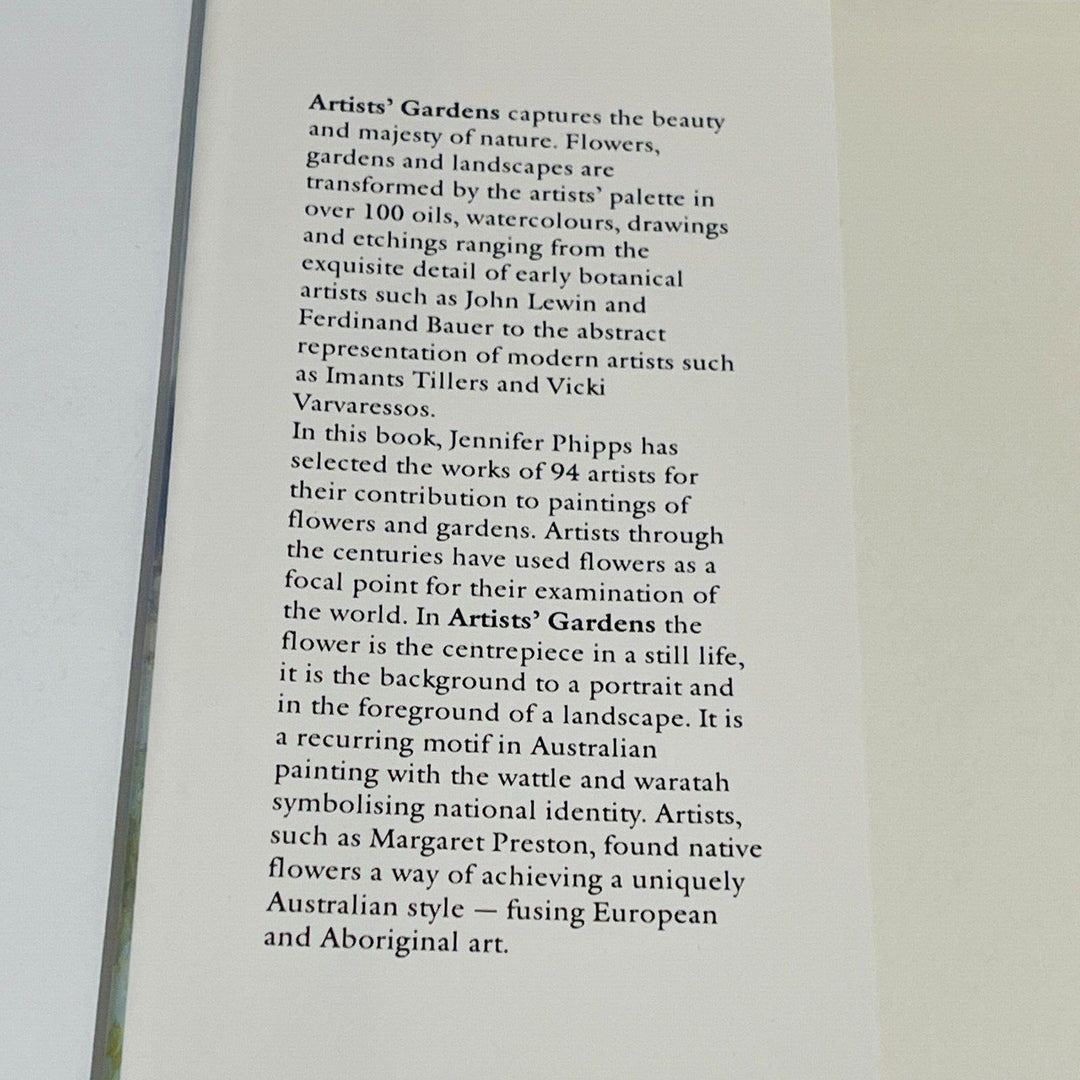 Artists’ Gardens captures the beauty
and majesty of nature. Flowers,
gardens and landscapes are
transformed by the artists’ palette in
over 100 oils, watercolours, drawings
and etchings ranging from the
exquisite detail of early botanical
artists such as John Lewin and
Ferdinand Bauer to the abstract
representation of modern artists such
as Imants Tillers and Vicki
Varvaressos.
In this book, Jennifer Phipps has
selected the works of 94 artists for
their contribution to paintings of
flowers and gardens. Artists through
the centuries have used flowers as a
focal point for their examination of
the world. In Artists’ Gardens the
flower is the centrepiece in a still life,
it is the background to a portrait and
in the foreground of a landscape. It is
a recurring motif in Australian
painting with the wattle and waratah
symbolising national identity. Artists,
such as Margaret Preston, found native
flowers a way of achieving a uniquely
Australian style — fusing European
and Aboriginal art.